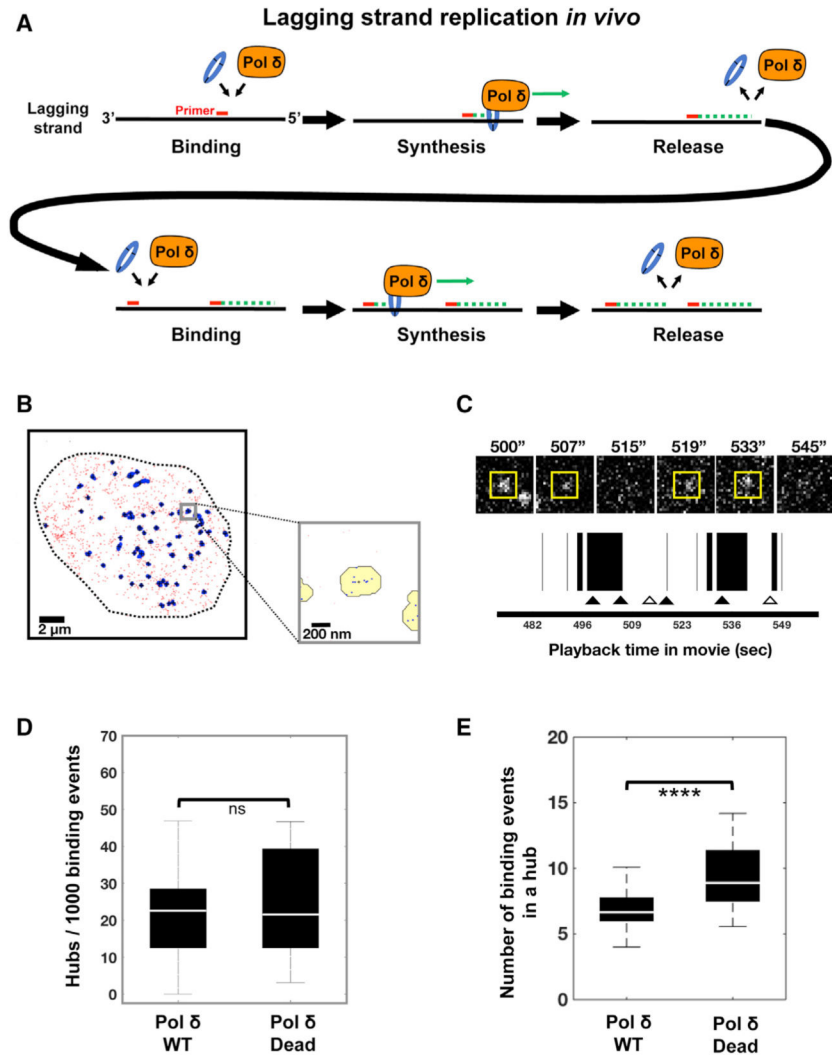 Lagging strand replication in vivo
A
Pol δ
Pol δ
Pol δ
Primer
Lagging
strand
3’
5’
Binding
Synthesis
Release
Pol δ
Pol δ
Pol δ
Binding
Synthesis
Release
B
2 μm
200 nm
C
500” 507” 515” 519” 533” 545”
482 496 509 523 536 549
Playback time in movie (sec)
D
Hubs / 1000 binding events
70
60
50
40
30
20
10
0
ns
Pol δ
WT
Pol δ
Dead
E
Number of binding events
in a hub
20
15
10
5
0
****
Pol δ
WT
Pol δ
Dead